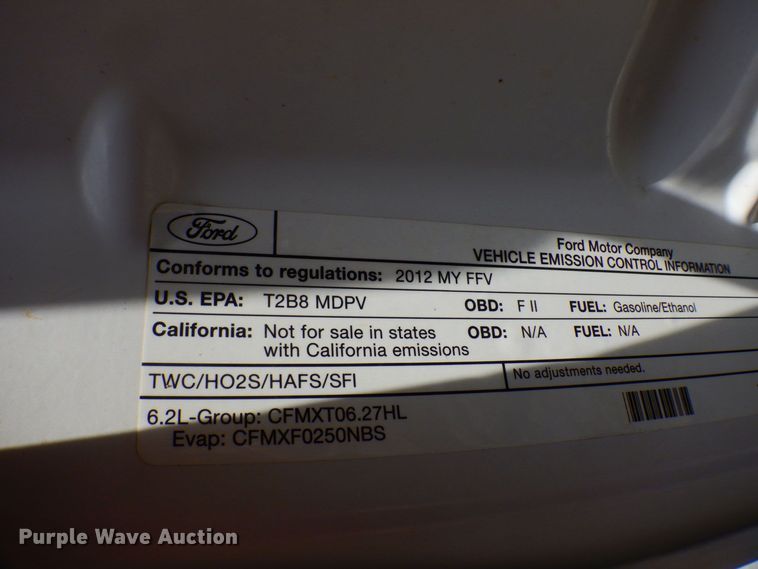 Ford
Ford Motor Company
VEHICLE EMISSION CONTROL INFORMATION
Conforms to regulations: 2012 MY FFV
U.S. EPA: T2B8 MDPV OBD: F II FUEL: Gasoline/Ethanol
California: Not for sale in states with California emissions OBD: N/A FUEL: N/A
TWC/HO2S/HAFS/SFI
No adjustments needed.
6.2L-Group: CFMXT06.27HL
Evap: CFMXF0250NBS
Purple Wave Auction